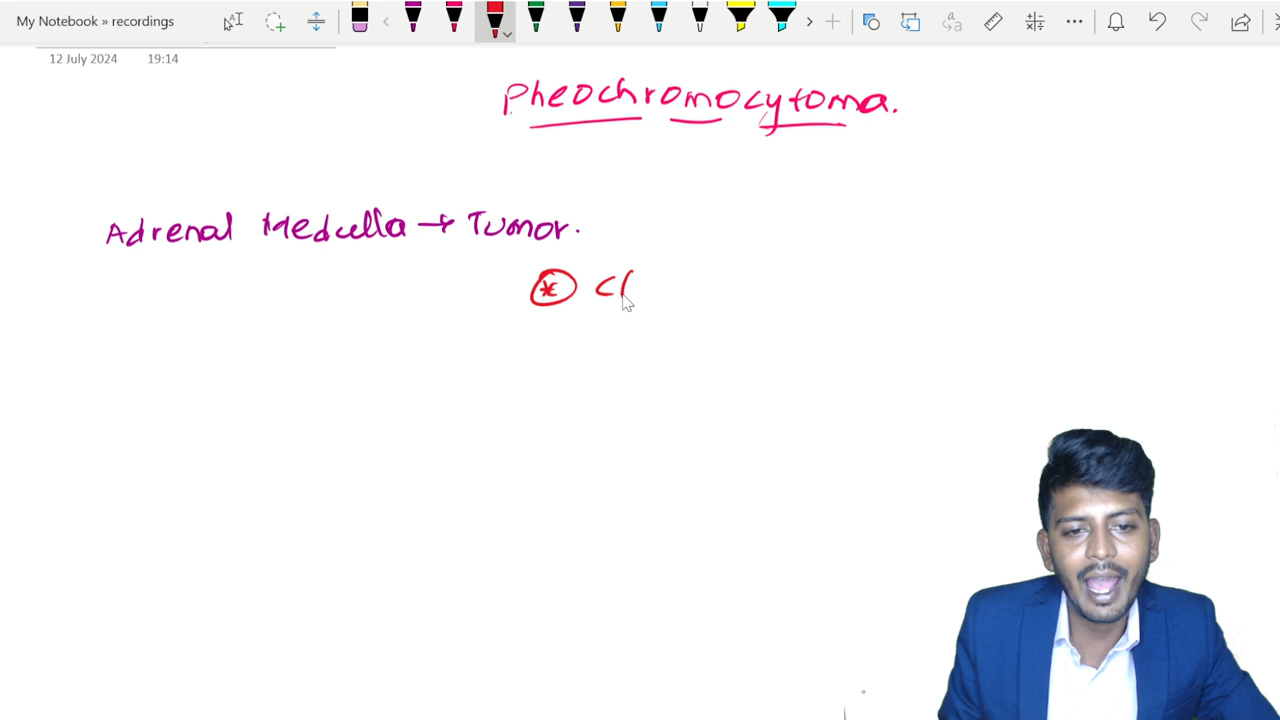 My Notebook » recordings
12 July 2024 19:14
Pheochromocytoma.
Adrenal Medulla → Tumor.